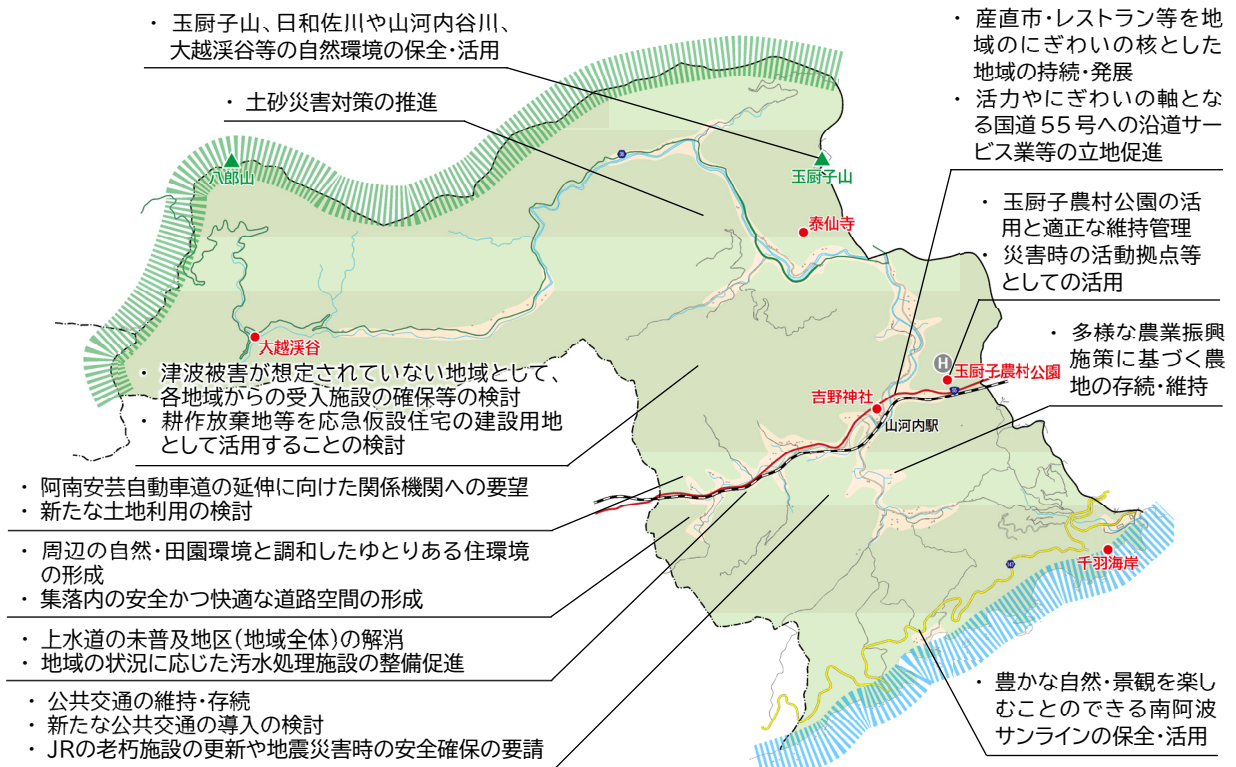 ・ 玉厨子山、日和佐川や山河内谷川、
大越渓谷等の自然環境の保全・活用
・ 土砂災害対策の推進
・ 産直市・レストラン等を地
域のにぎわいの核とした
地域の持続・発展
・ 活力やにぎわいの軸とな
る国道55号への沿道サー
ビス業等の立地促進
・ 玉厨子農村公園の活
用と適正な維持管理
・ 災害時の活動拠点等
としての活用
・ 多様な農業振興
施策に基づく農
地の存続・維持
八郎山
玉厨子山
泰仙寺
大越渓谷
H
玉厨子農村公園
吉野神社
山河内駅
千羽海岸
・ 津波被害が想定されていない地域として、
各地域からの受入施設の確保等の検討
・ 耕作放棄地等を応急仮設住宅の建設用地
として活用することの検討
・ 阿南安芸自動車道の延伸に向けた関係機関への要望
・ 新たな土地利用の検討
・ 周辺の自然・田園環境と調和したゆとりある住環境
の形成
・ 集落内の安全かつ快適な道路空間の形成
・ 上水道の未普及地区(地域全体)の解消
・ 地域の状況に応じた汚水処理施設の整備促進
・ 公共交通の維持・存続
・ 新たな公共交通の導入の検討
・ JRの老朽施設の更新や地震災害時の安全確保の要請
・ 豊かな自然・景観を楽し
むことのできる南阿波
サンラインの保全・活用